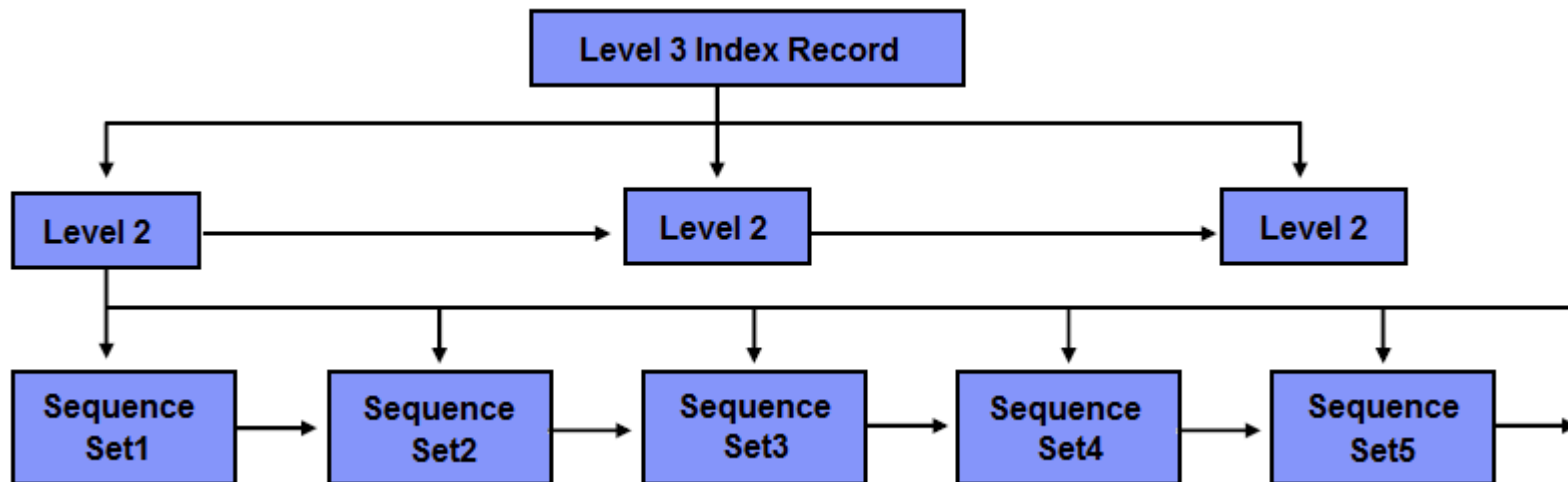 Level 3 Index Record
Level 2
Level 2
Level 2
Sequence
Set1
Sequence
Set2
Sequence
Set3
Sequence
Set4
Sequence
Set5